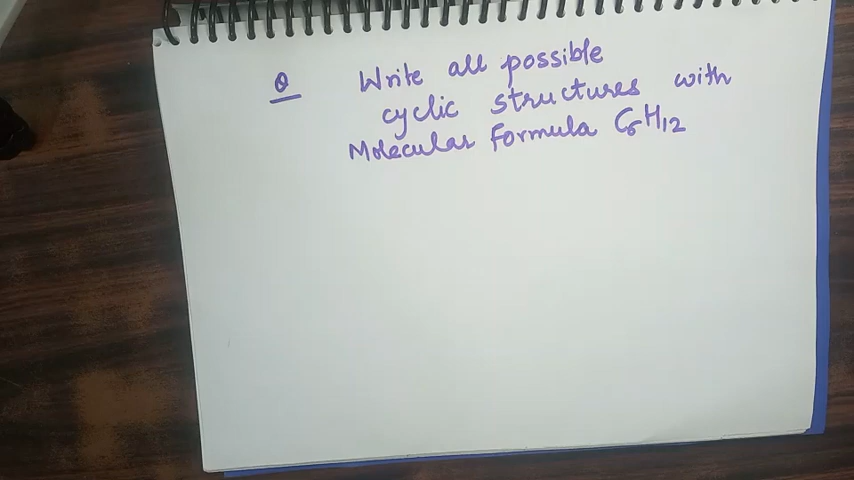 Q Write all possible
cyclic structures with
Molecular Formula C6H12